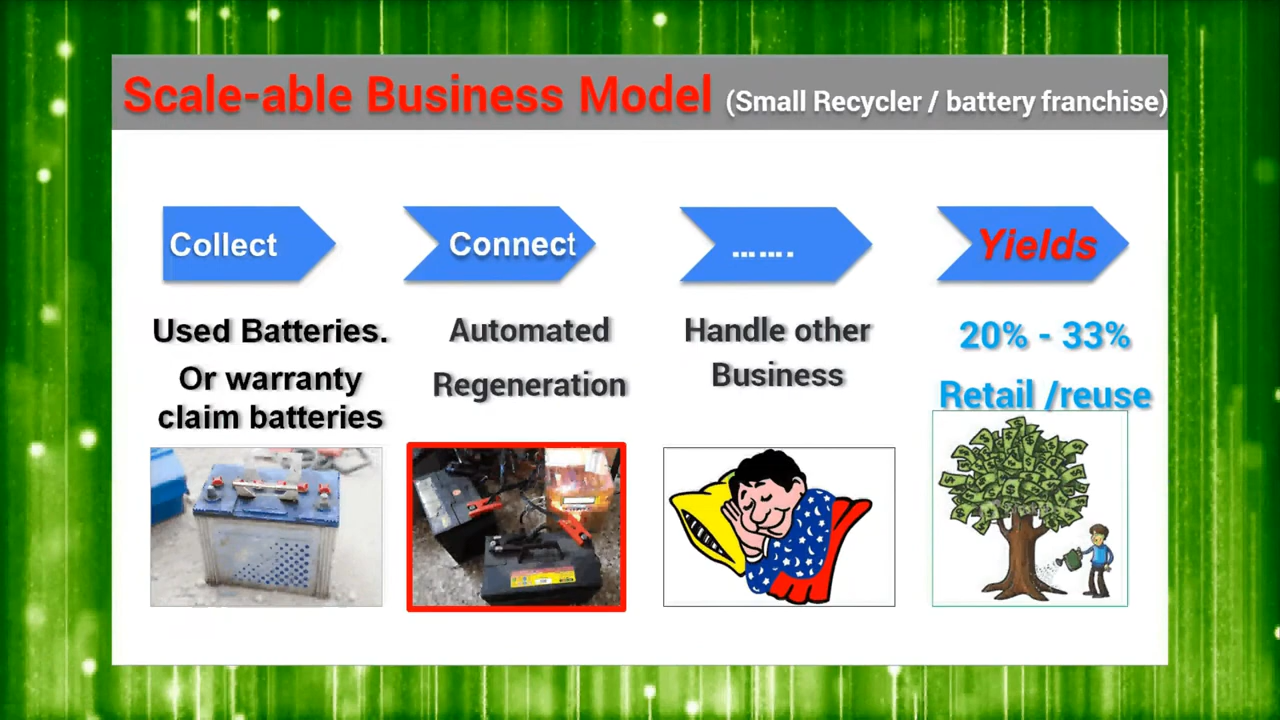 Scale-able Business Model (Small Recycler / battery franchise)
Collect
Connect
.......
Yields
Used Batteries.
Or warranty
claim batteries
Automated
Regeneration
Handle other
Business
20% - 33%
Retail /reuse